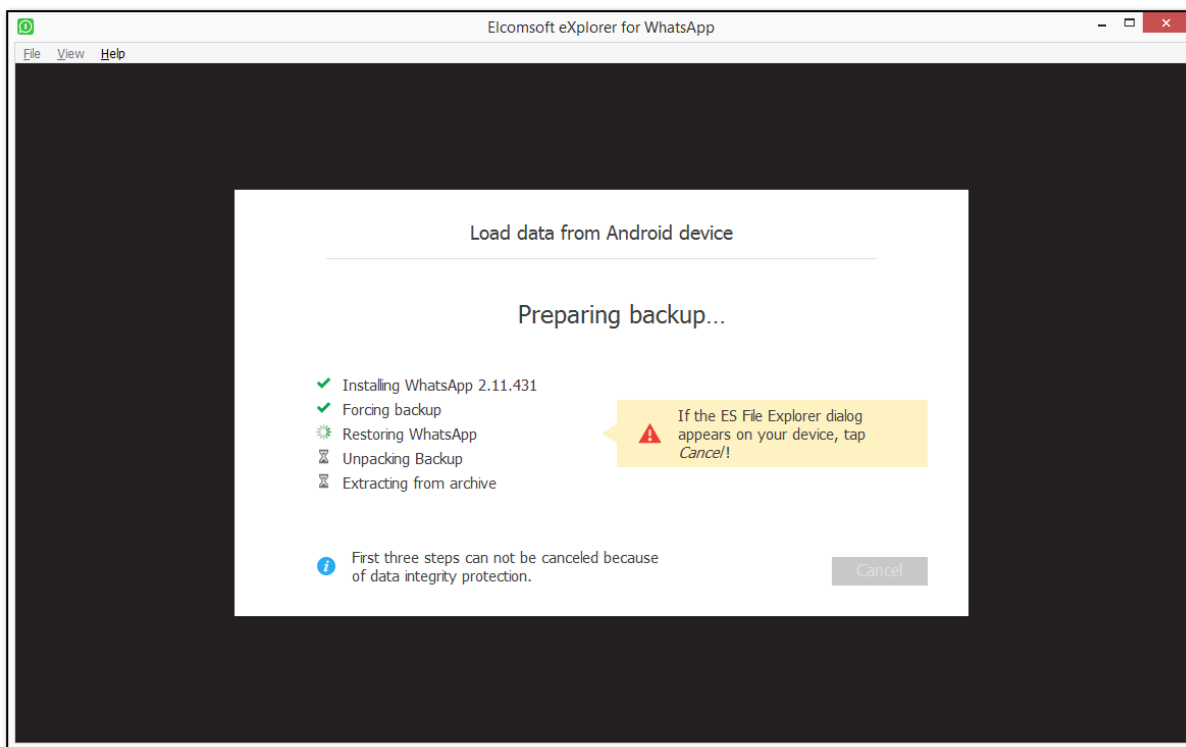 Elcomsoft eXplorer for WhatsApp
File View Help
Load data from Android device
Preparing backup...
Installing WhatsApp 2.11.431
Forcing backup
Restoring WhatsApp
Unpacking Backup
Extracting from archive
If the ES File Explorer dialog
appears on your device, tap
Cancel!
First three steps can not be canceled because
of data integrity protection.
Cancel